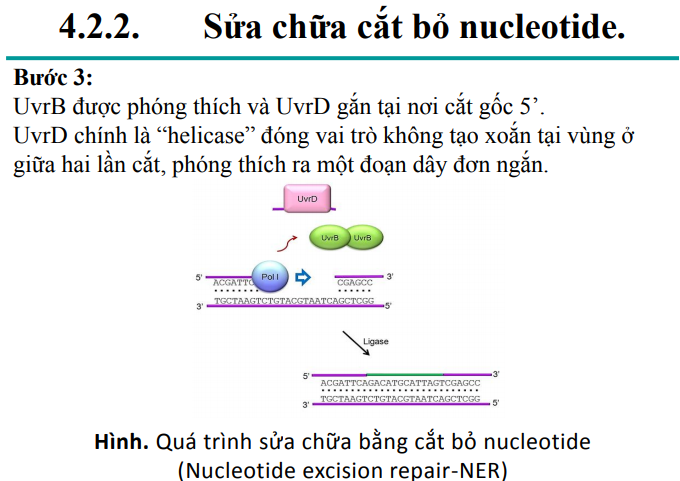 4.2.2. Sửa chữa cắt bỏ nucleotide.
Bước 3:
UvrB được phóng thích và UvrD gắn tại nơi cắt gốc 5’.
UvrD chính là “helicase” đóng vai trò không tạo xoắn tại vùng ở
giữa hai lần cắt, phóng thích ra một đoạn dây đơn ngắn.
UvrD
UvrB UvrB
5' ACGATTC Pol I CGAGCC 3'
3' TGCTAAGTCTGTACGTAATCAGCTCGG 5'
Ligase
5' 3'
ACGATTCAGACATGCATTAGTCGAGCC
TGCTAAGTCTGTACGTAATCAGCTCGG
3' 5'
Hình. Quá trình sửa chữa bằng cắt bỏ nucleotide
(Nucleotide excision repair-NER)